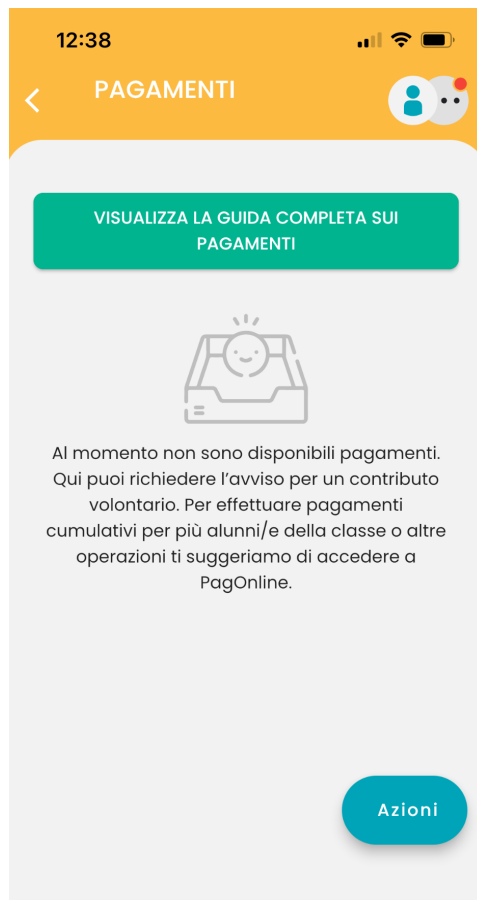 12:38
PAGAMENTI
VISUALIZZA LA GUIDA COMPLETA SUI
PAGAMENTI
Al momento non sono disponibili pagamenti.
Qui puoi richiedere l'avviso per un contributo
volontario. Per effettuare pagamenti
cumulativi per più alunni/e della classe o altre
operazioni ti suggeriamo di accedere a
PagOnline.
Azioni